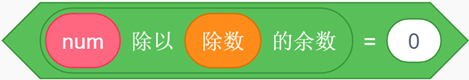 num 除以 除数 的余数 = 0